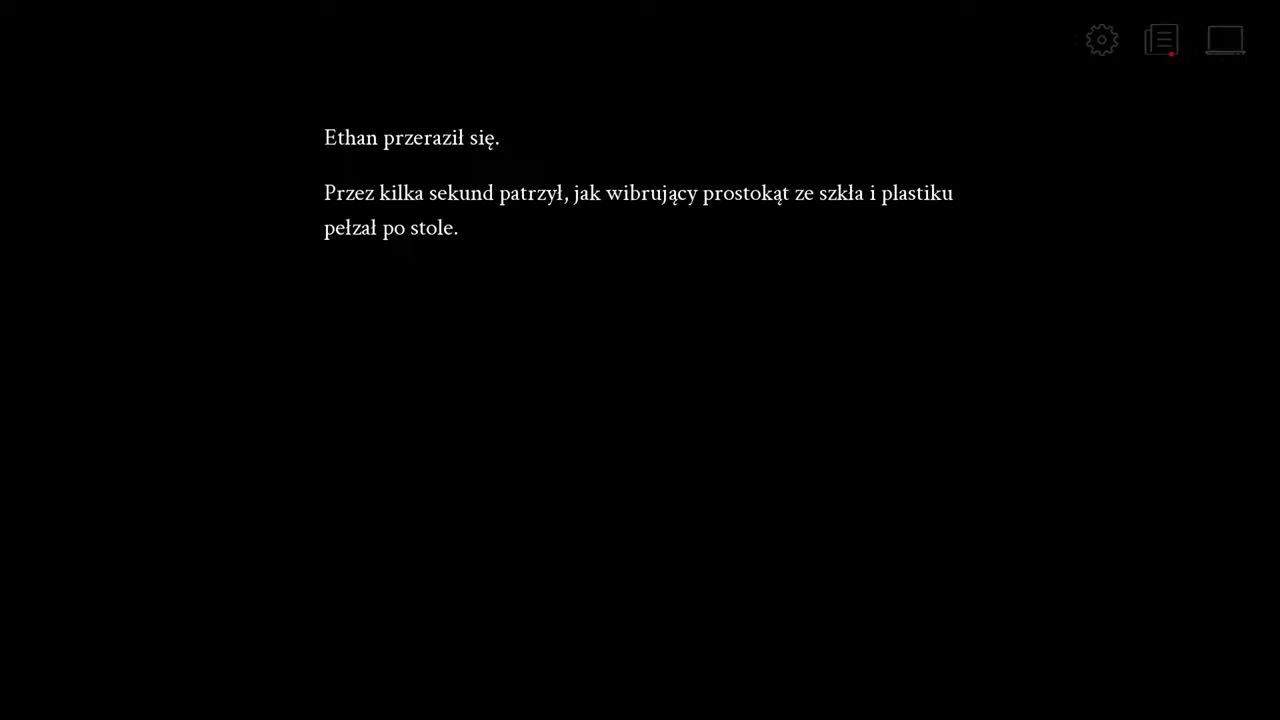 Ethan przeraził się.
Przez kilka sekund patrzył, jak wibrujący prostokąt ze szkła i plastiku
pełzał po stole.